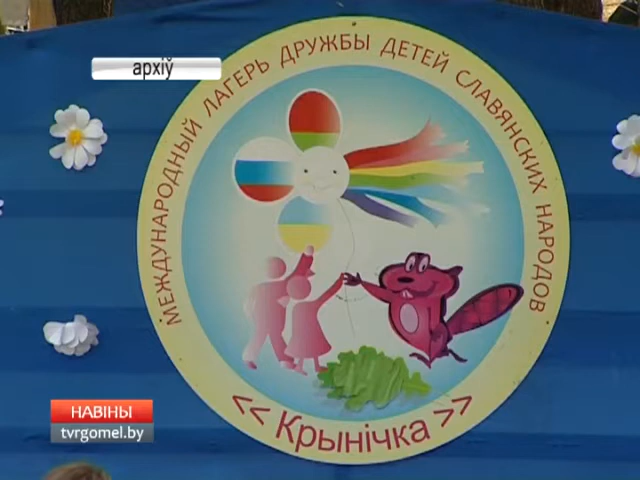 архіў
МЕЖДУНАРОДНЫЙ ЛАГЕРЬ ДРУЖБЫ ДЕТЕЙ СЛАВЯНСКИХ НАРОДОВ
<< Крынічка >>
НАВІНЫ
tvrgomel.by